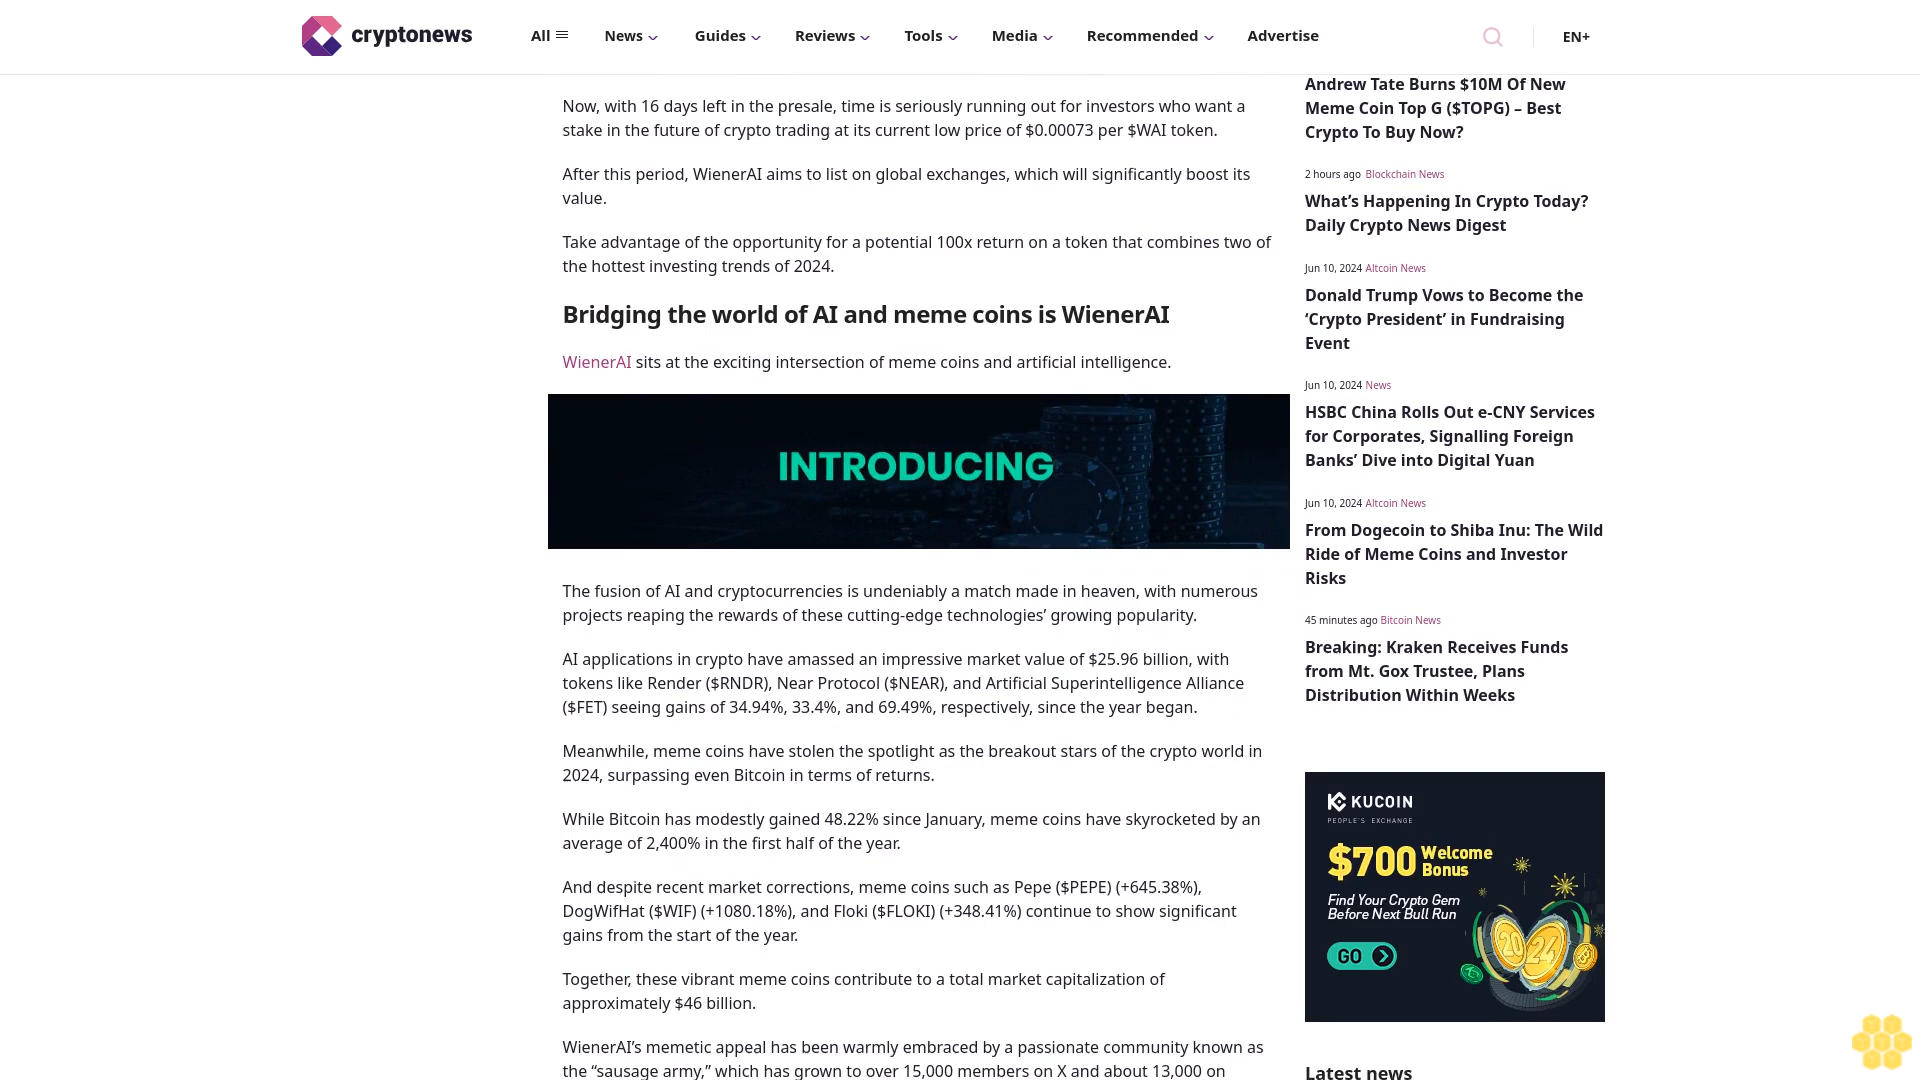 cryptonews
All
News
Guides
Reviews
Tools
Media
Recommended
Advertise
EN+
Now, with 16 days left in the presale, time is seriously running out for investors who want a
stake in the future of crypto trading at its current low price of $0.00073 per $WAI token.
After this period, WienerAI aims to list on global exchanges, which will significantly boost its
value.
Take advantage of the opportunity for a potential 100x return on a token that combines two of
the hottest investing trends of 2024.
Bridging the world of AI and meme coins is WienerAI
WienerAI sits at the exciting intersection of meme coins and artificial intelligence.
INTRODUCING
The fusion of AI and cryptocurrencies is undeniably a match made in heaven, with numerous
projects reaping the rewards of these cutting-edge technologies’ growing popularity.
AI applications in crypto have amassed an impressive market value of $25.96 billion, with
tokens like Render ($RNDR), Near Protocol ($NEAR), and Artificial Superintelligence Alliance
($FET) seeing gains of 34.94%, 33.4%, and 69.49%, respectively, since the year began.
Meanwhile, meme coins have stolen the spotlight as the breakout stars of the crypto world in
2024, surpassing even Bitcoin in terms of returns.
While Bitcoin has modestly gained 48.22% since January, meme coins have skyrocketed by an
average of 2,400% in the first half of the year.
And despite recent market corrections, meme coins such as Pepe ($PEPE) (+645.38%),
DogWifHat ($WIF) (+1080.18%), and Floki ($FLOKI) (+348.41%) continue to show significant
gains from the start of the year.
Together, these vibrant meme coins contribute to a total market capitalization of
approximately $46 billion.
WienerAI’s memetic appeal has been warmly embraced by a passionate community known as
the “sausage army,” which has grown to over 15,000 members on X and about 13,000 on
Andrew Tate Burns $10M Of New
Meme Coin Top G ($TOPG) – Best
Crypto To Buy Now?
2 hours ago Blockchain News
What’s Happening In Crypto Today?
Daily Crypto News Digest
Jun 10, 2024 Altcoin News
Donald Trump Vows to Become the
‘Crypto President’ in Fundraising
Event
Jun 10, 2024 News
HSBC China Rolls Out e-CNY Services
for Corporates, Signalling Foreign
Banks’ Dive into Digital Yuan
Jun 10, 2024 Altcoin News
From Dogecoin to Shiba Inu: The Wild
Ride of Meme Coins and Investor
Risks
45 minutes ago Bitcoin News
Breaking: Kraken Receives Funds
from Mt. Gox Trustee, Plans
Distribution Within Weeks
KUCOIN
PEOPLE'S EXCHANGE
$700 Welcome
Bonus
Find Your Crypto Gem
Before Next Bull Run
GO
20 24
Latest news